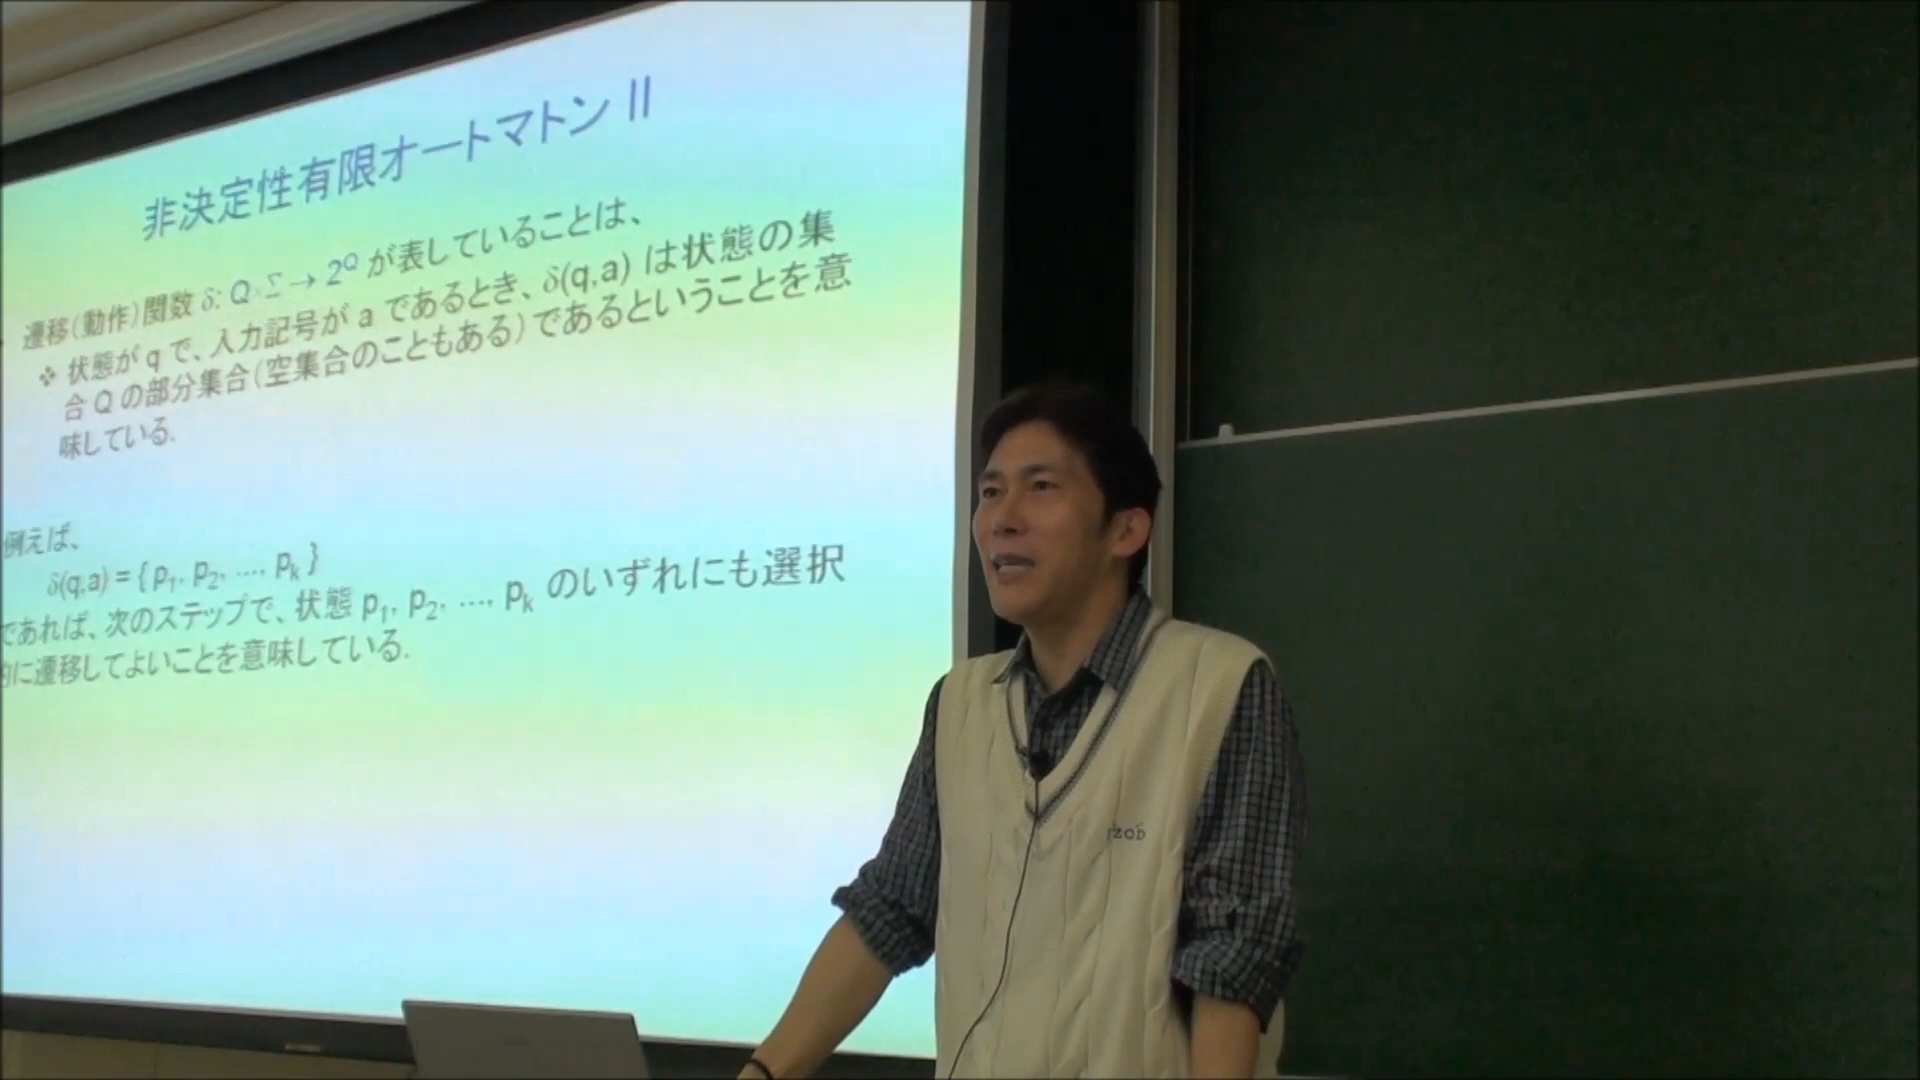 非決定性有限オートマトン II
遷移(動作)関数 δ: Q×Σ → 2^Q が表していることは、
❖ 状態が q で、入力記号が a であるとき、δ(q,a) は状態の集
合 Q の部分集合(空集合のこともある)であるということを意
味している.
例えば、
δ(q,a) = { p₁, p₂, …., pₖ }
であれば、次のステップで、状態 p₁, p₂, …., pₖ のいずれにも選択
的に遷移してよいことを意味している.